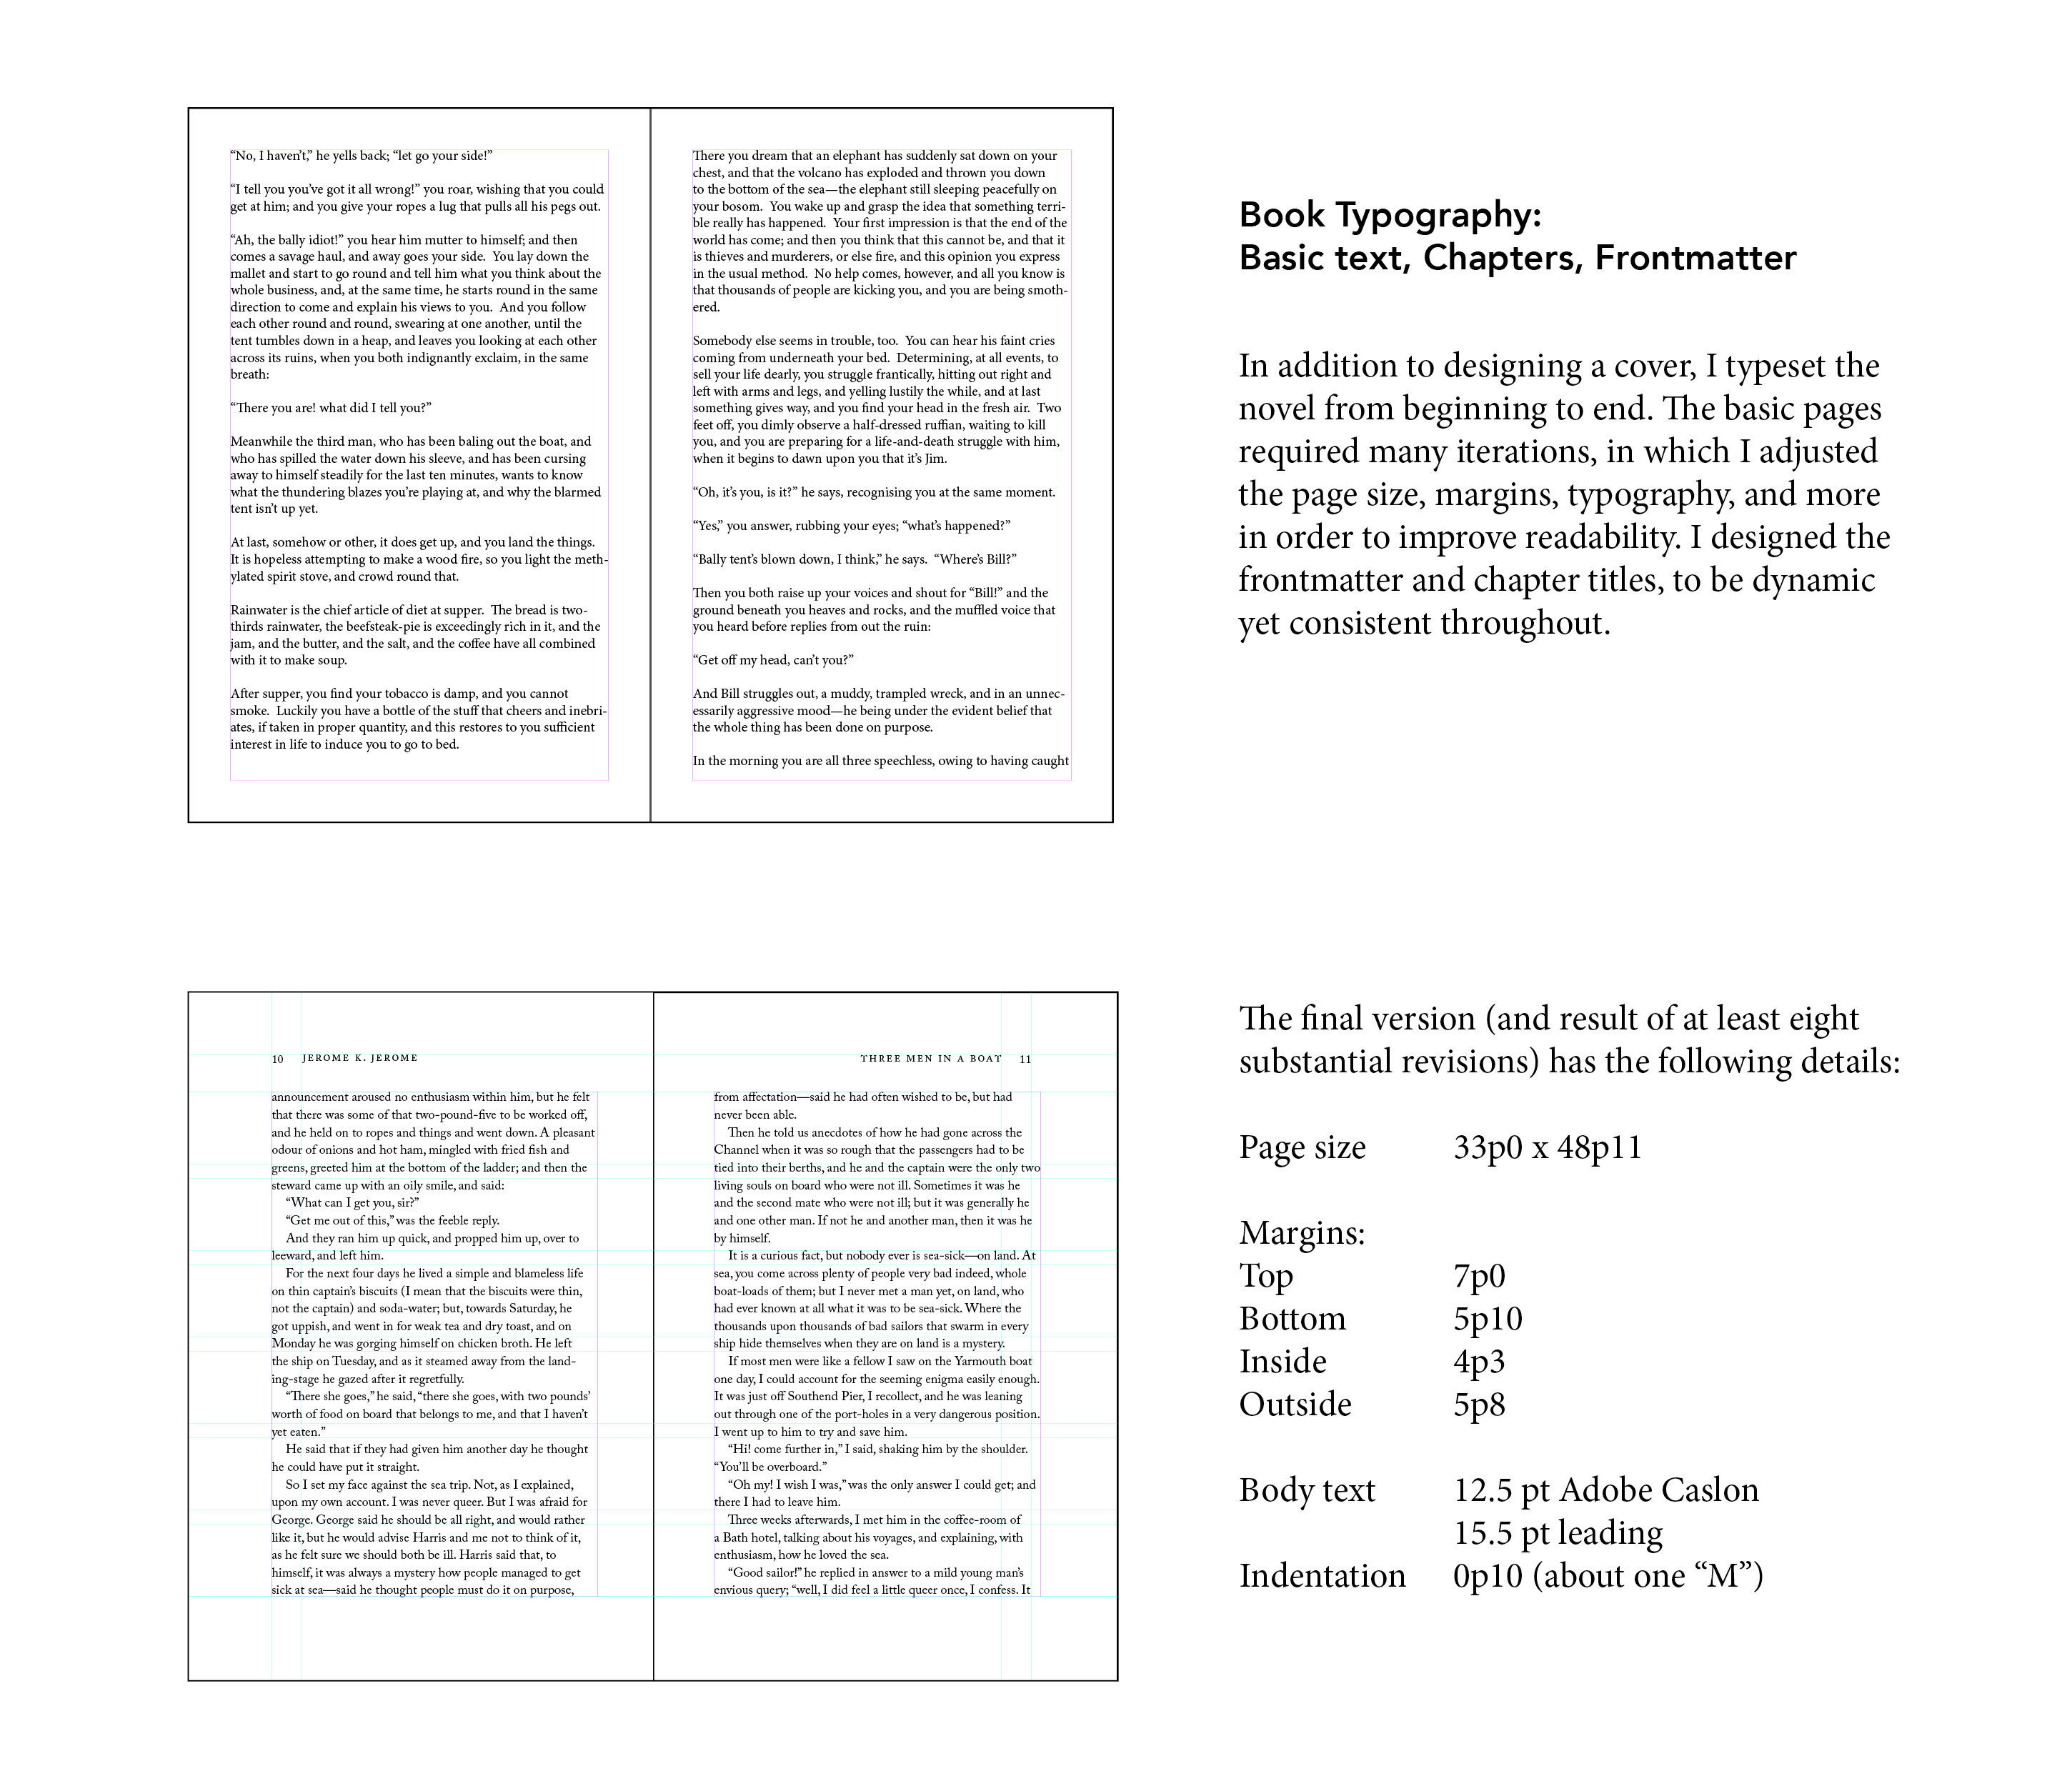 “No, I haven’t,” he yells back; “let go your side!”
“I tell you you’ve got it all wrong!” you roar, wishing that you could
get at him; and you give your ropes a lug that pulls all his pegs out.
“Ah, the bally idiot!” you hear him mutter to himself; and then
comes a savage haul, and away goes your side.  You lay down the
mallet and start to go round and tell him what you think about the
whole business, and, at the same time, he starts round in the same
direction to come and explain his views to you.  And you follow
each other round and round, swearing at one another, until the
tent tumbles down in a heap, and leaves you looking at each other
across its ruins, when you both indignantly exclaim, in the same
breath:
“There you are! what did I tell you?”
Meanwhile the third man, who has been baling out the boat, and
who has spilled the water down his sleeve, and has been cursing
away to himself steadily for the last ten minutes, wants to know
what the thundering blazes you’re playing at, and why the blarmed
tent isn’t up yet.
At last, somehow or other, it does get up, and you land the things.
It is hopeless attempting to make a wood fire, so you light the meth-
ylated spirit stove, and crowd round that.
Rainwater is the chief article of diet at supper.  The bread is two-
thirds rainwater, the beefsteak-pie is exceedingly rich in it, and the
jam, and the butter, and the salt, and the coffee have all combined
with it to make soup.
After supper, you find your tobacco is damp, and you cannot
smoke.  Luckily you have a bottle of the stuff that cheers and inebri-
ates, if taken in proper quantity, and this restores to you sufficient
interest in life to induce you to go to bed.
There you dream that an elephant has suddenly sat down on your
chest, and that the volcano has exploded and thrown you down
to the bottom of the sea—the elephant still sleeping peacefully on
your bosom.  You wake up and grasp the idea that something terri-
ble really has happened.  Your first impression is that the end of the
world has come; and then you think that this cannot be, and that it
is thieves and murderers, or else fire, and this opinion you express
in the usual method.  No help comes, however, and all you know is
that thousands of people are kicking you, and you are being smoth-
ered.
Somebody else seems in trouble, too.  You can hear his faint cries
coming from underneath your bed.  Determining, at all events, to
sell your life dearly, you struggle frantically, hitting out right and
left with arms and legs, and yelling lustily the while, and at last
something gives way, and you find your head in the fresh air.  Two
feet off, you dimly observe a half-dressed ruffian, waiting to kill
you, and you are preparing for a life-and-death struggle with him,
when it begins to dawn upon you that it’s Jim.
“Oh, it’s you, is it?” he says, recognising you at the same moment.
“Yes,” you answer, rubbing your eyes; “what’s happened?”
“Bally tent’s blown down, I think,” he says.  “Where’s Bill?”
Then you both raise up your voices and shout for “Bill!” and the
ground beneath you heaves and rocks, and the muffled voice that
you heard before replies from out the ruin:
“Get off my head, can’t you?”
And Bill struggles out, a muddy, trampled wreck, and in an unnec-
essarily aggressive mood—he being under the evident belief that
the whole thing has been done on purpose.
In the morning you are all three speechless, owing to having caught
Book Typography:
Basic text, Chapters, Frontmatter
In addition to designing a cover, I typeset the
novel from beginning to end. The basic pages
required many iterations, in which I adjusted
the page size, margins, typography, and more
in order to improve readability. I designed the
frontmatter and chapter titles, to be dynamic
yet consistent throughout.
10 JEROME K. JEROME
announcement aroused no enthusiasm within him, but he felt
that there was some of that two-pound-five to be worked off,
and he held on to ropes and things and went down. A pleasant
odour of onions and hot ham, mingled with fried fish and
greens, greeted him at the bottom of the ladder; and then the
steward came up with an oily smile, and said:
“What can I get you, sir?”
“Get me out of this,” was the feeble reply.
And they ran him up quick, and propped him up, over to
leeward, and left him.
For the next four days he lived a simple and blameless life
on thin captain’s biscuits (I mean that the biscuits were thin,
not the captain) and soda-water; but, towards Saturday, he
got uppish, and went in for weak tea and dry toast, and on
Monday he was gorging himself on chicken broth. He left
the ship on Tuesday, and as it steamed away from the land-
ing-stage he gazed after it regretfully.
“There she goes,” he said, “there she goes, with two pounds’
worth of food on board that belongs to me, and that I haven’t
yet eaten.”
He said that if they had given him another day he thought
he could have put it straight.
So I set my face against the sea trip. Not, as I explained,
upon my own account. I was never queer. But I was afraid for
George. George said he should be all right, and would rather
like it, but he would advise Harris and me not to think of it,
as he felt sure we should both be ill. Harris said that, to
himself, it was always a mystery how people managed to get
sick at sea—said he thought people must do it on purpose,
THREE MEN IN A BOAT 11
from affectation—said he had often wished to be, but had
never been able.
Then he told us anecdotes of how he had gone across the
Channel when it was so rough that the passengers had to be
tied into their berths, and he and the captain were the only two
living souls on board who were not ill. Sometimes it was he
and the second mate who were not ill; but it was generally he
and one other man. If not he and another man, then it was he
by himself.
It is a curious fact, but nobody ever is sea-sick—on land. At
sea, you come across plenty of people very bad indeed, whole
boat-loads of them; but I never met a man yet, on land, who
had ever known at all what it was to be sea-sick. Where the
thousands upon thousands of bad sailors that swarm in every
ship hide themselves when they are on land is a mystery.
If most men were like a fellow I saw on the Yarmouth boat
one day, I could account for the seeming enigma easily enough.
It was just off Southend Pier, I recollect, and he was leaning
out through one of the port-holes in a very dangerous position.
I went up to him to try and save him.
“Hi! come further in,” I said, shaking him by the shoulder.
“You’ll be overboard.”
“Oh my! I wish I was,” was the only answer I could get; and
there I had to leave him.
Three weeks afterwards, I met him in the coffee-room of
a Bath hotel, talking about his voyages, and explaining, with
enthusiasm, how he loved the sea.
“Good sailor!” he replied in answer to a mild young man’s
envious query; “well, I did feel a little queer once, I confess. It
The final version (and result of at least eight
substantial revisions) has the following details:
Page size 33p0 x 48p11
Margins:
Top 7p0
Bottom 5p10
Inside 4p3
Outside 5p8
Body text 12.5 pt Adobe Caslon
15.5 pt leading
Indentation 0p10 (about one “M”)